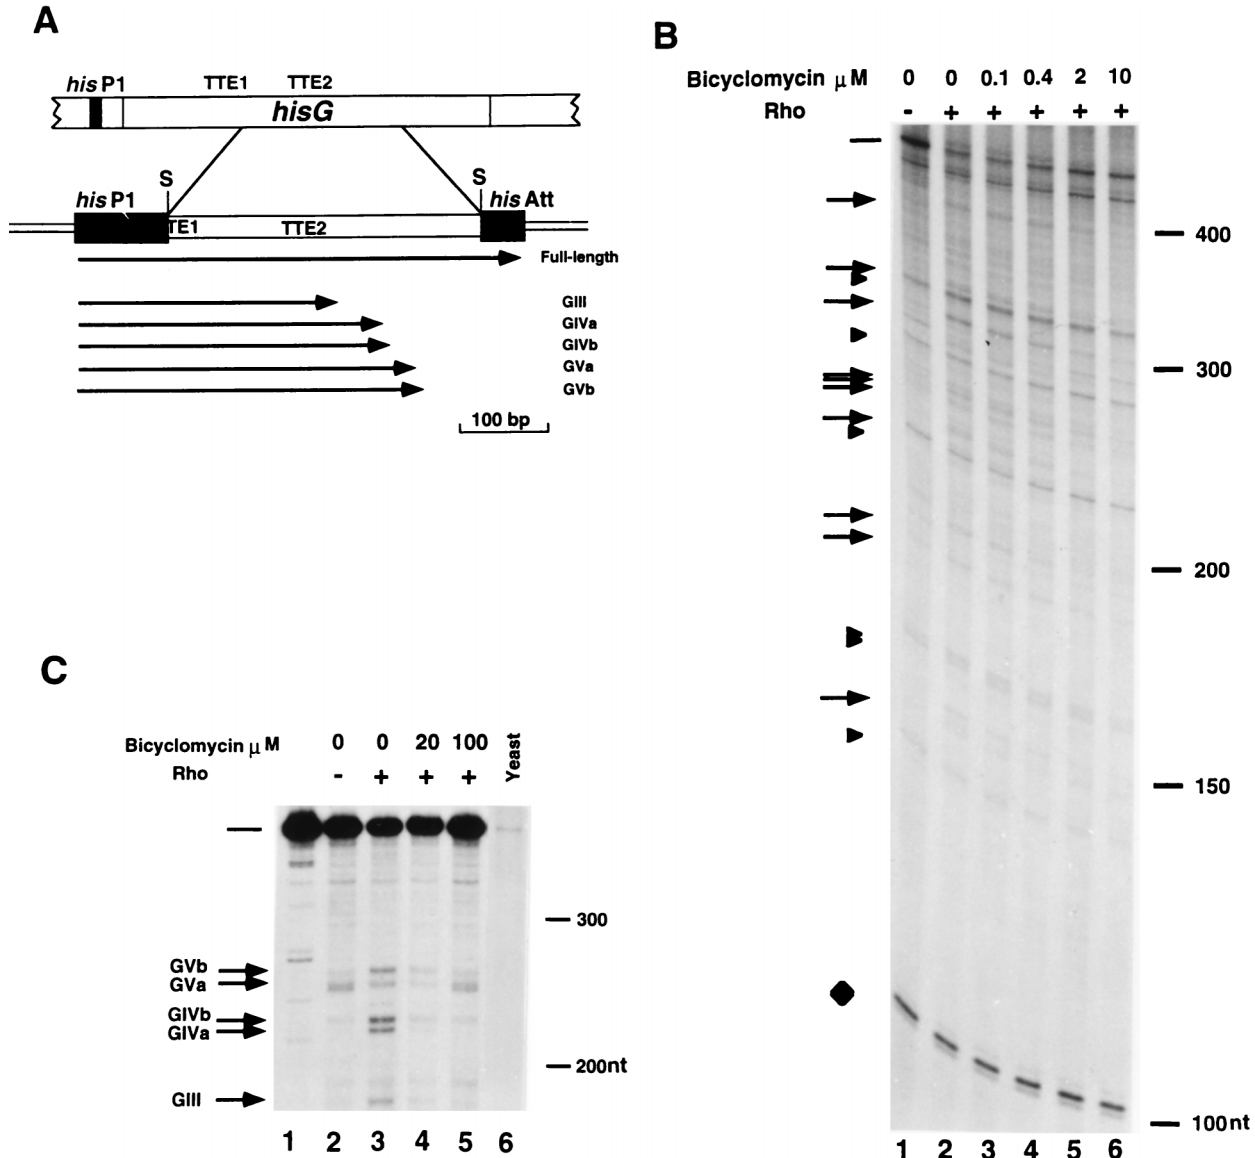 A
his P1 TTE1 TTE2
hisG
S S
his P1 his Att
TE1 TTE2
Full-length
GIII
GIVa
GIVb
GVa
GVb
100 bp
B
Bicyclomycin μM 0 0 0.1 0.4 2 10
Rho - + + + + +
400
300
200
150
100nt
1 2 3 4 5 6
C
Bicyclomycin μM 0 0 20 100 Yeast
Rho - + + +
300
GVb
GVa
GIVb
GIVa
200nt
GIII
1 2 3 4 5 6